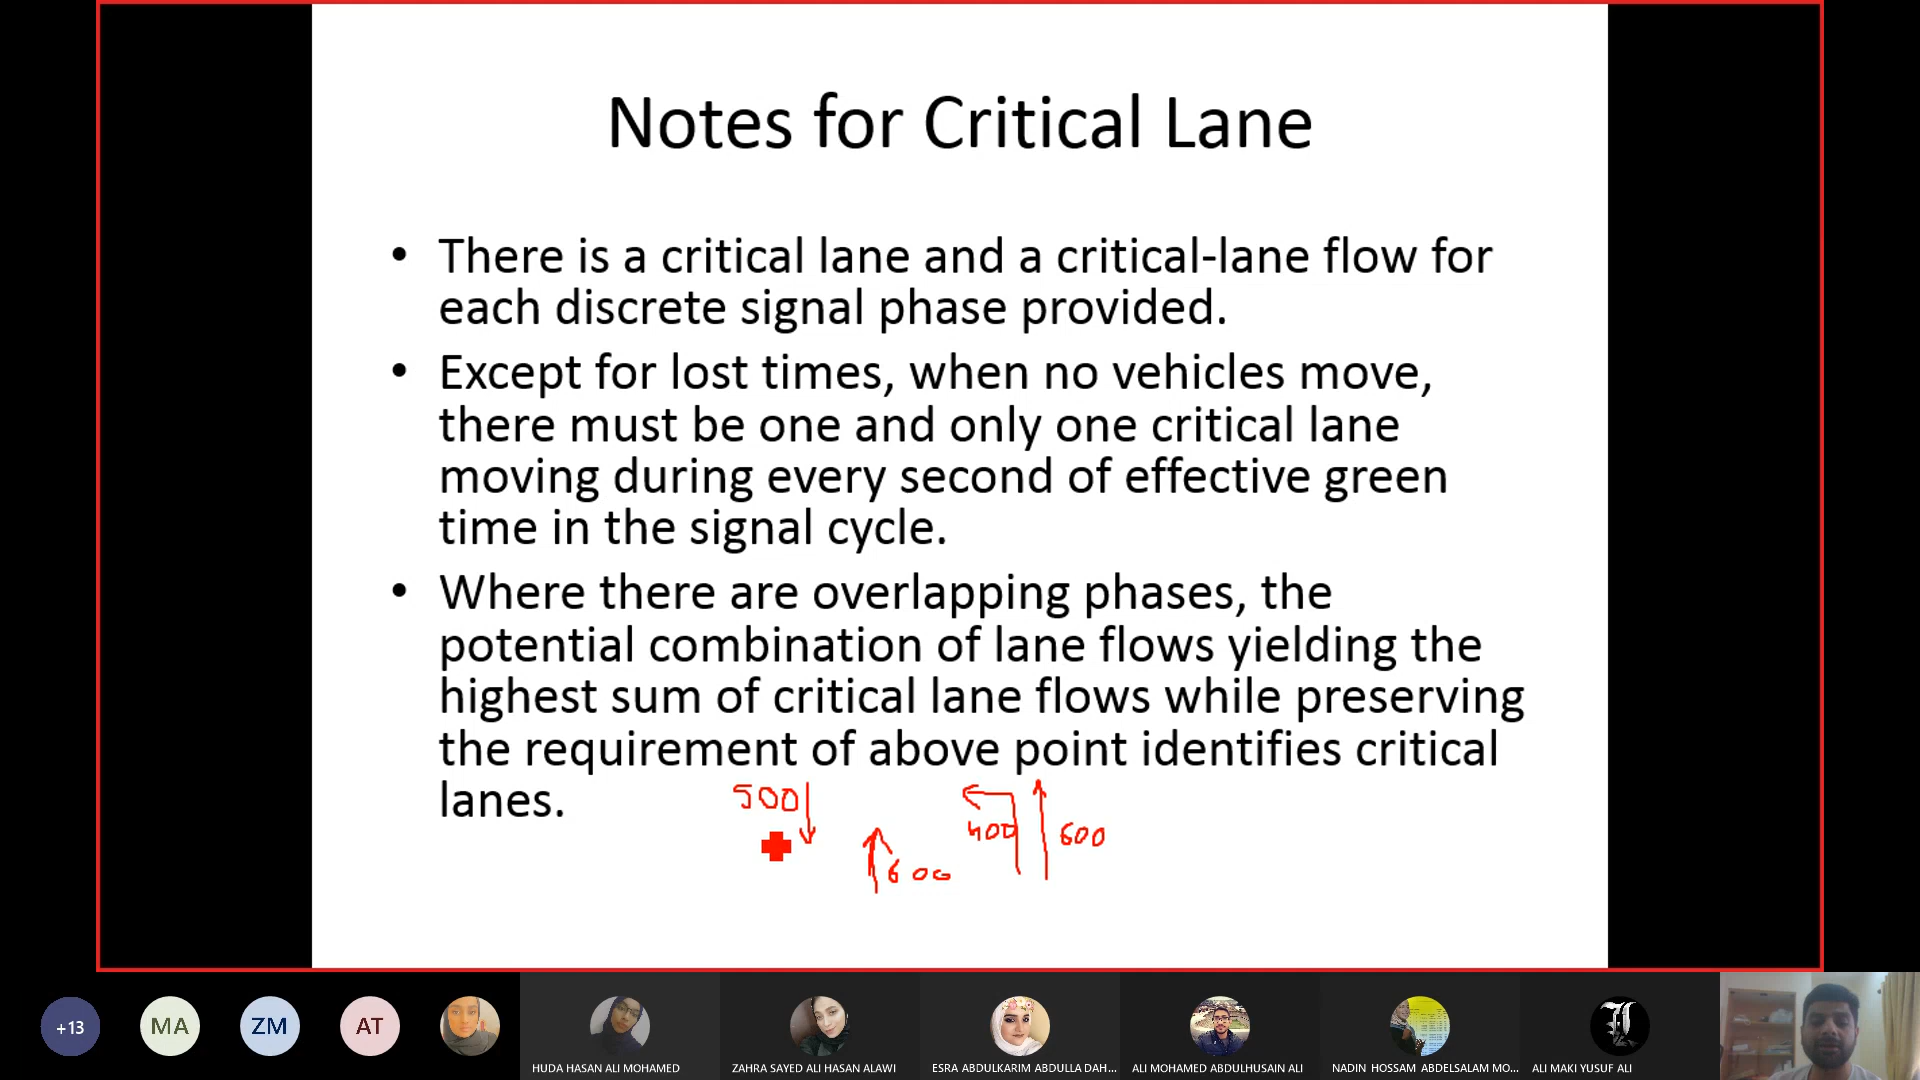 Notes for Critical Lane
• There is a critical lane and a critical-lane flow for
each discrete signal phase provided.
• Except for lost times, when no vehicles move,
there must be one and only one critical lane
moving during every second of effective green
time in the signal cycle.
• Where there are overlapping phases, the
potential combination of lane flows yielding the
highest sum of critical lane flows while preserving
the requirement of above point identifies critical
lanes.
500
400
600
600
+13
MA
ZM
AT
HUDA HASAN ALI MOHAMED
ZAHRA SAYED ALI HASAN ALAWI
ESRA ABDULKARIM ABDULLA DAH...
ALI MOHAMED ABDULHUSAIN ALI
NADIN HOSSAM ABDELSALAM MO...
ALI MAKI YUSUF ALI